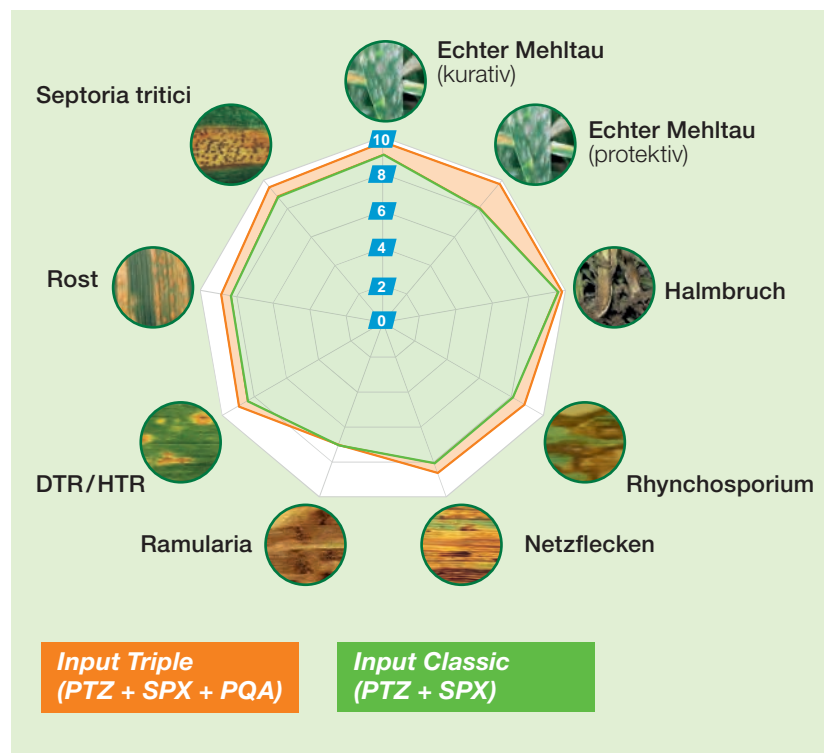 Echter Mehltau
(kurativ)
Septoria tritici
Echter Mehltau
(protektiv)
10
8
6
4
2
0
Rost
Halmbruch
DTR/HTR
Rhynchosporium
Ramularia
Netzflecken
Input Triple
(PTZ + SPX + PQA)
Input Classic
(PTZ + SPX)